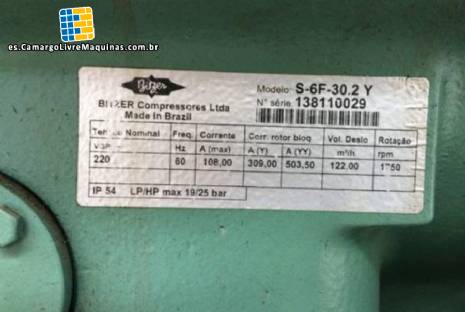 es.CamargoLivreMaquinas.com.br
Bitzer
BITZER Compressores Ltda
Made in Brazil
Modelo: S-6F-30.2 Y
N° série: 138110029
Tensão Nominal Freq. Corrente Corr. rotor bloq Vol. Deslo Rotação
Hz A (max) A (Y) A (YY) m³/h rpm
220 60 108,00 309,00 503,50 122.00 1750
IP 54 LP/HP max 19/25 bar